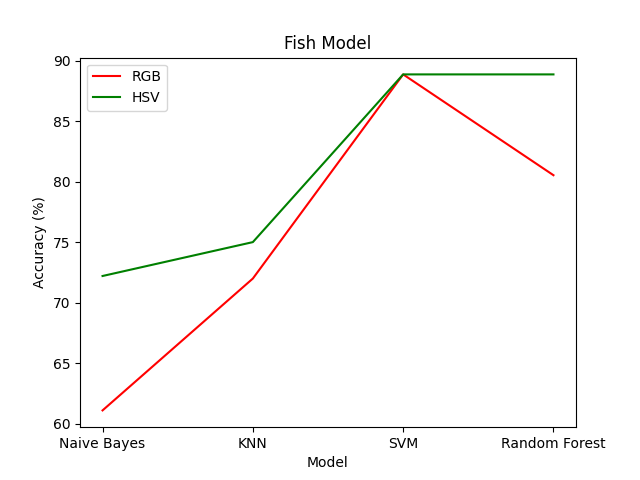 Fish Model
RGB
HSV
Accuracy (%)
90
85
80
75
70
65
60
Naive Bayes
KNN
SVM
Random Forest
Model